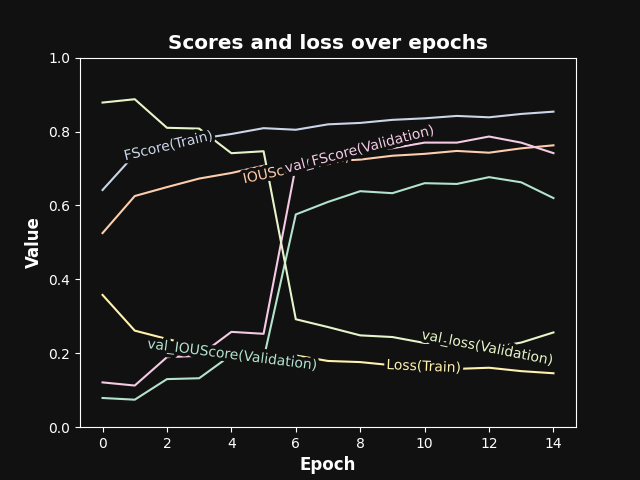 Scores and loss over epochs
1.0
0.8
0.6
0.4
0.2
0.0
Value
FScore(Train)
IOUSc
val_FScore(Validation)
val_IOUScore(Validation)
val_loss(Validation)
Loss(Train)
0 2 4 6 8 10 12 14
Epoch